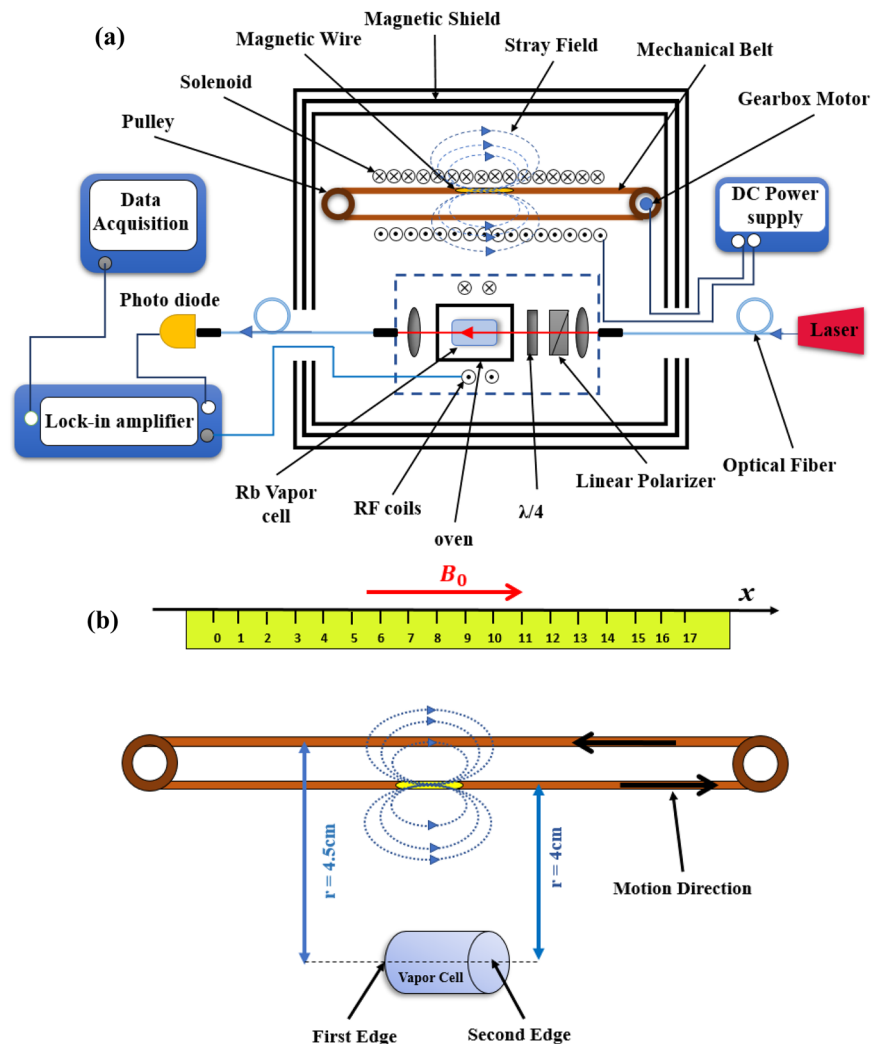 (a)
Magnetic Shield
Magnetic Wire
Stray Field
Mechanical Belt
Solenoid
Gearbox Motor
Pulley
Data
Acquisition
DC Power
supply
Photo diode
Laser
Lock-in amplifier
Optical Fiber
Linear Polarizer
Rb Vapor
cell
RF coils
λ/4
oven
B₀
x
(b)
0 1 2 3 4 5 6 7 8 9 10 11 12 13 14 15 16 17
r = 4.5cm
r = 4cm
Motion Direction
Vapor Cell
First Edge
Second Edge